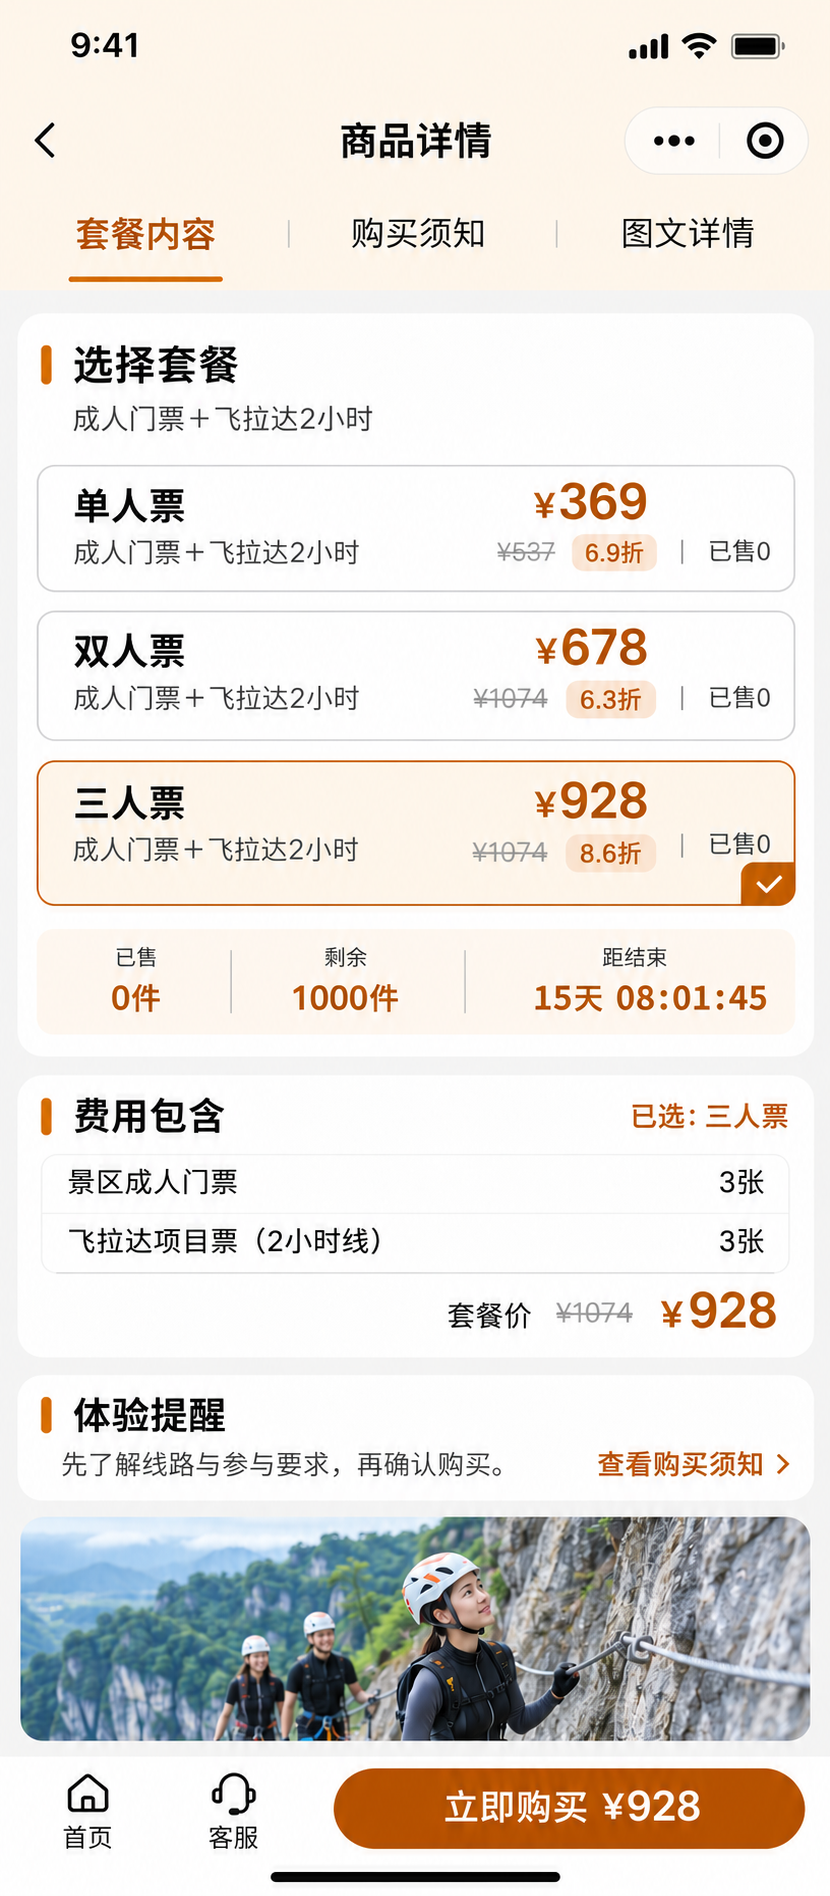 9:41
商品详情
套餐内容 购买须知 图文详情
选择套餐
成人门票+飞拉达2小时
单人票 ¥369
成人门票+飞拉达2小时 ¥537 6.9折 已售0
双人票 ¥678
成人门票+飞拉达2小时 ¥1074 6.3折 已售0
三人票 ¥928
成人门票+飞拉达2小时 ¥1074 8.6折 已售0
已售 剩余 距结束
0件 1000件 15天 08:01:45
费用包含 已选: 三人票
景区成人门票 3张
飞拉达项目票（2小时线） 3张
套餐价 ¥1074 ¥928
体验提醒
先了解线路与参与要求，再确认购买。 查看购买须知
首页 客服 立即购买 ¥928